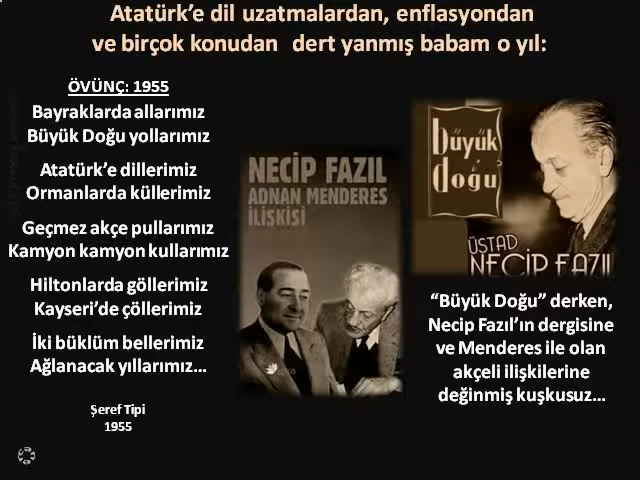 Atatürk'e dil uzatmalardan, enflasyondan
ve birçok konudan dert yanmış babam o yıl:
ÖVÜNÇ: 1955
Bayraklarda allarımız
Büyük Doğu yollarımız
Atatürk'e dillerimiz
Ormanlarda küllerimiz
Geçmez akçe pullarımız
Kamyon kamyon kullarımız
Hiltonlarda göllerimiz
Kayseri'de çöllerimiz
İki büklüm bellerimiz
Ağlanacak yıllarımız...
Şeref Tipi
1955
NECİP FAZIL
ADNAN MENDERES
İLİSKİSİ
büyük
doğu
ÜSTAD
NECİP FAZIL
“Büyük Doğu” derken,
Necip Fazıl'ın dergisine
ve Menderes ile olan
akçeli ilişkilerine
değinmiş kuşkusuz...